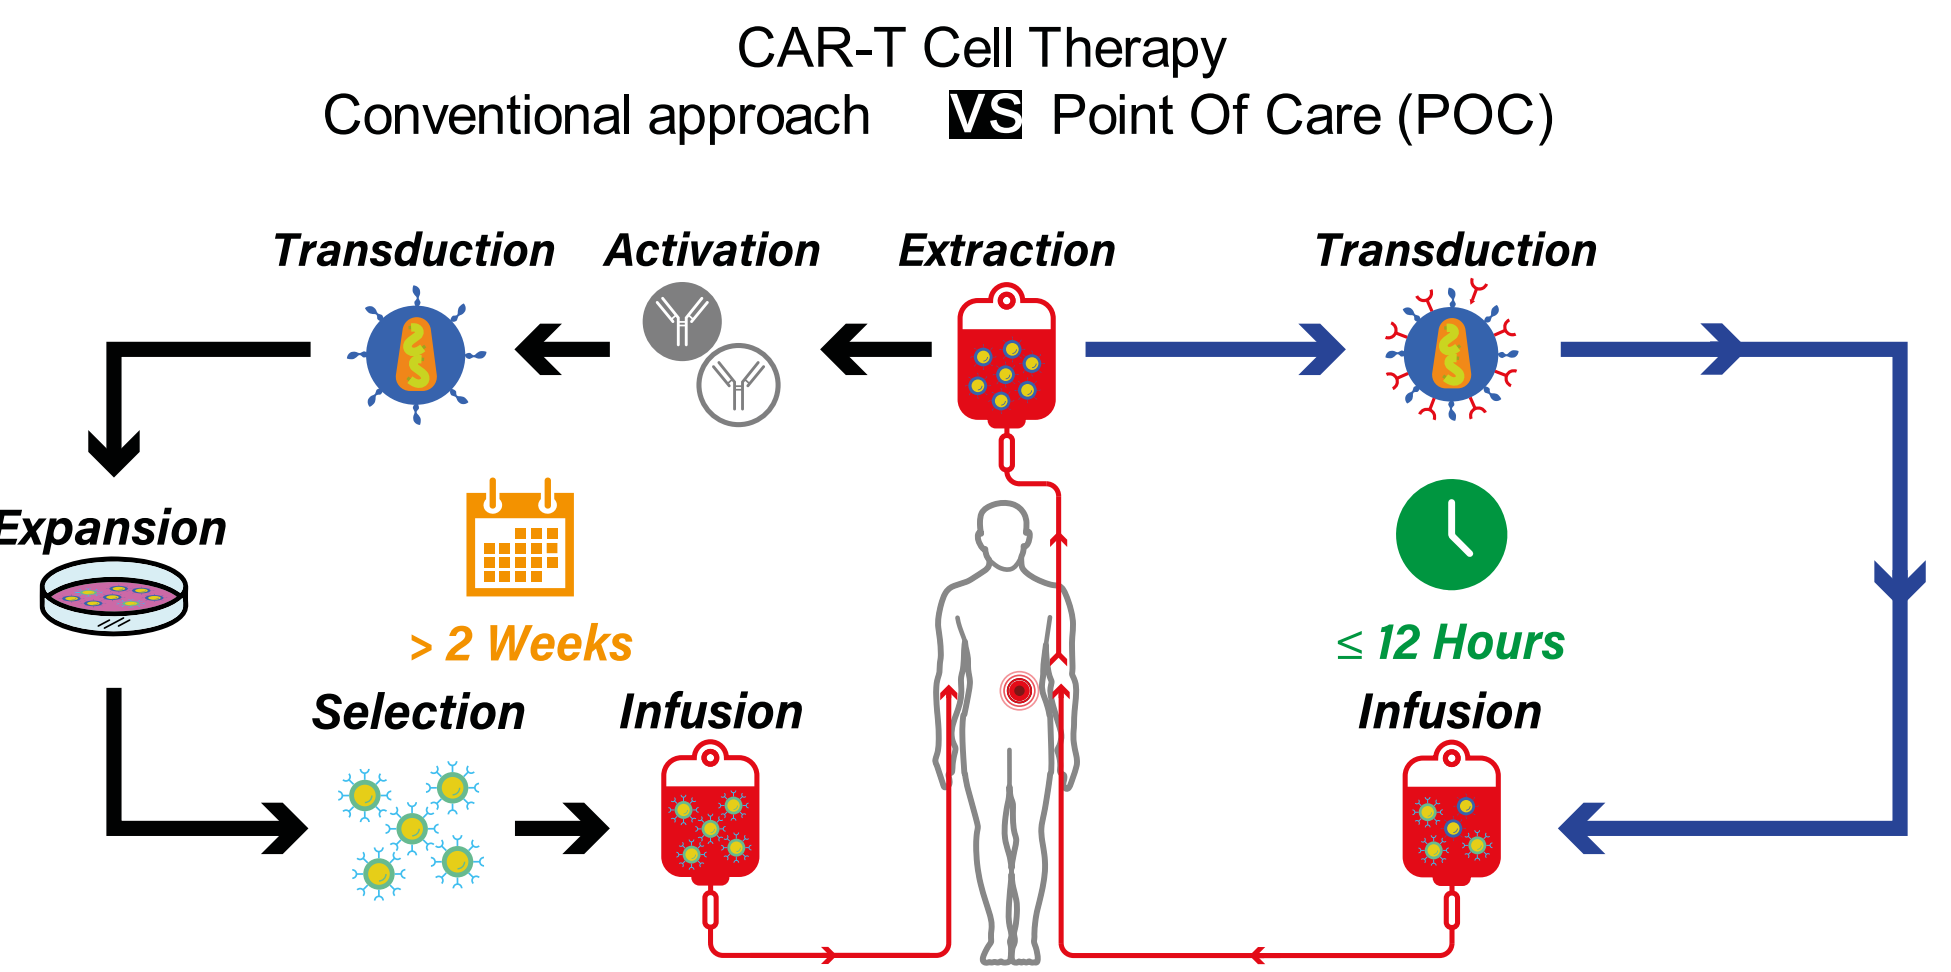 CAR-T Cell Therapy
Conventional approach VS Point Of Care (POC)
Transduction Activation Extraction Transduction
Expansion
> 2 Weeks
≤ 12 Hours
Selection Infusion Infusion